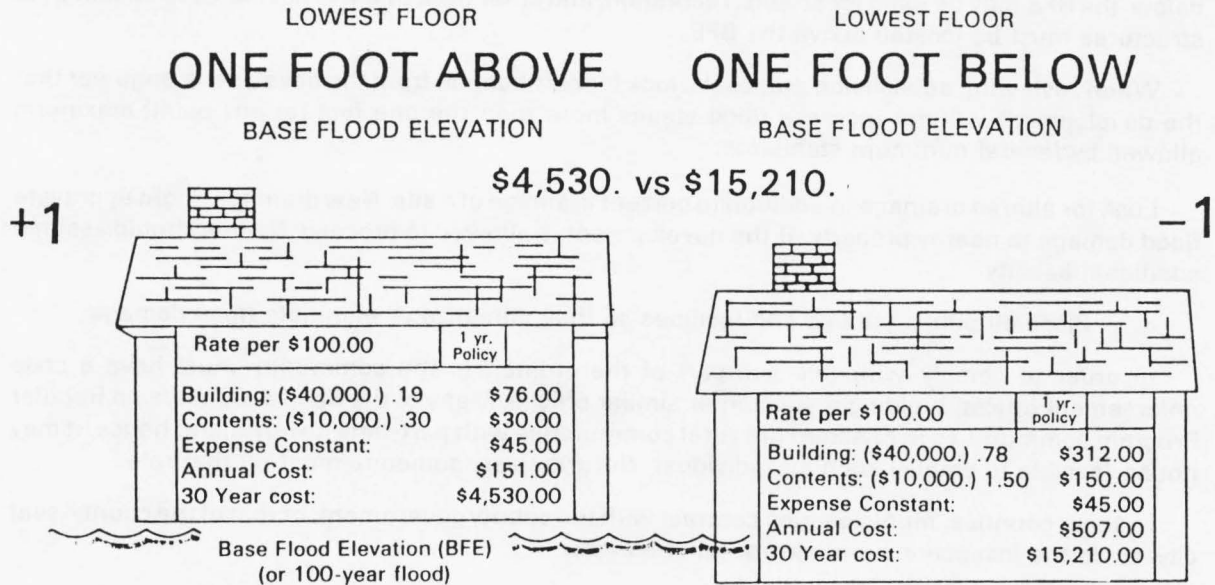 LOWEST FLOOR
ONE FOOT ABOVE
BASE FLOOD ELEVATION
LOWEST FLOOR
ONE FOOT BELOW
BASE FLOOD ELEVATION
$4,530. vs $15,210.
+1
Rate per $100.00 1 yr. Policy
Building: ($40,000.) .19 $76.00
Contents: ($10,000.) .30 $30.00
Expense Constant: $45.00
Annual Cost: $151.00
30 Year cost: $4,530.00
Base Flood Elevation (BFE)
(or 100-year flood)
1
Rate per $100.00 1 yr. Policy
Building: ($40,000.) .78 $312.00
Contents: ($10,000.) 1.50 $150.00
Expense Constant: $45.00
Annual Cost: $507.00
30 Year cost: $15,210.00